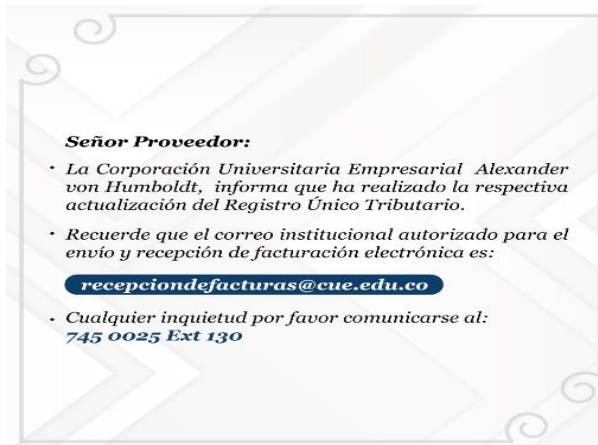 Señor Proveedor:
· La Corporación Universitaria Empresarial Alexander
von Humboldt, informa que ha realizado la respectiva
actualización del Registro Único Tributario.
· Recuerde que el correo institucional autorizado para el
envío y recepción de facturación electrónica es:
recepciondefacturas@cue.edu.co
· Cualquier inquietud por favor comunicarse al:
745 0025 Ext 130